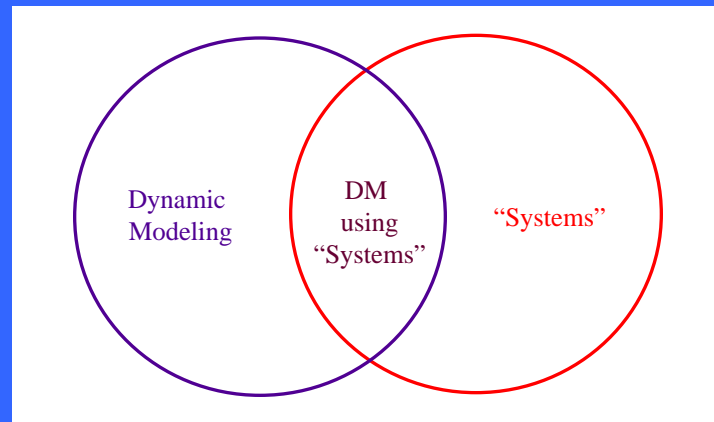 Dynamic
Modeling
DM
using
“Systems”
“Systems”